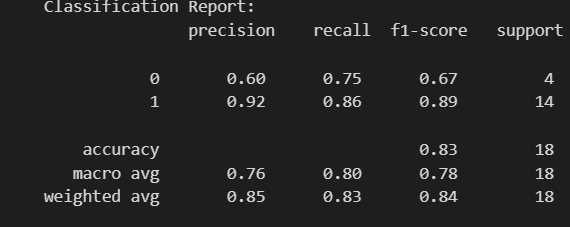 Classification Report:
precision recall f1-score support
0 0.60 0.75 0.67 4
1 0.92 0.86 0.89 14
accuracy 0.83 18
macro avg 0.76 0.80 0.78 18
weighted avg 0.85 0.83 0.84 18